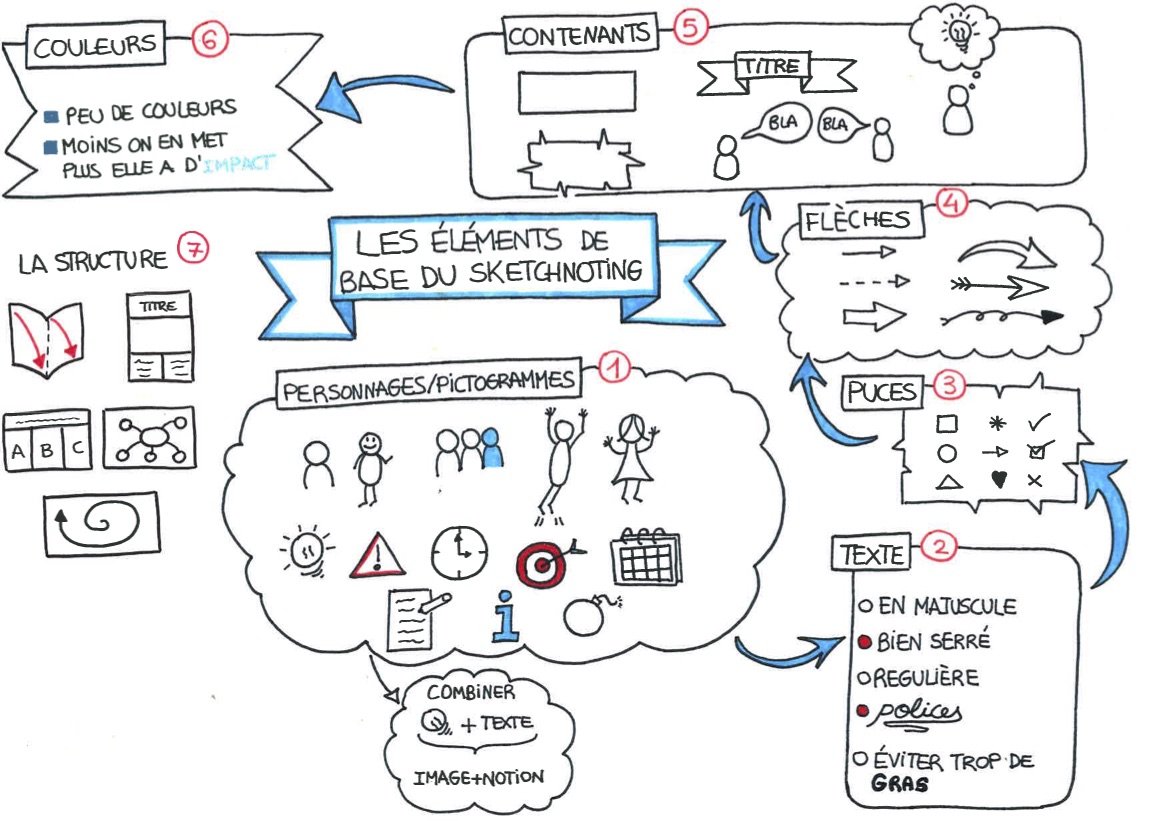 COULEURS
6
PEU DE COULEURS
MOINS ON EN MET
PLUS ELLE A D'IMPACT
CONTENANTS
5
TITRE
BLA
BLA
LES ÉLÉMENTS DE
BASE DU SKETCHNOTING
FLÈCHES
4
LA STRUCTURE
7
TITRE
A B C
PERSONNAGES/PICTOGRAMMES
1
i
COMBINER
+ TEXTE
IMAGE+NOTION
PUCES
3
TEXTE
2
EN MAJUSCULE
BIEN SERRÉ
REGULIÈRE
polices
ÉVITER TROP DE
GRAS